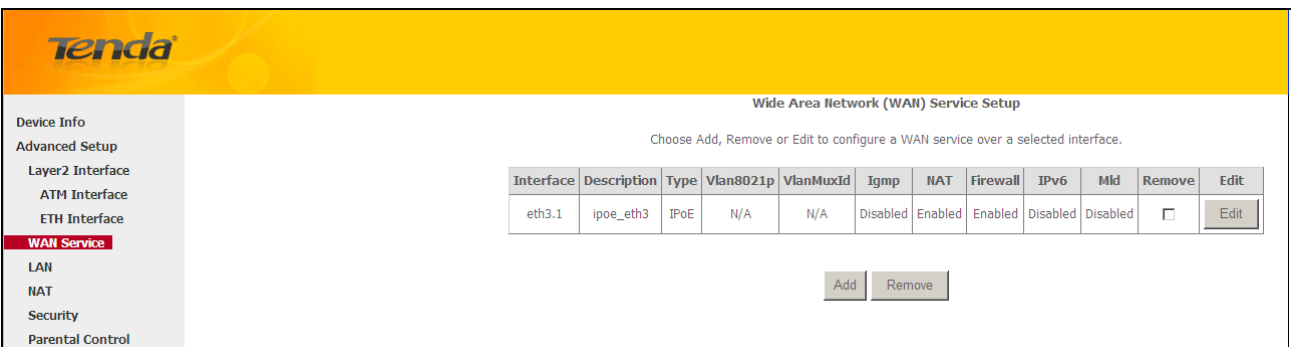 Tenda
Device Info
Advanced Setup
Layer2 Interface
ATM Interface
ETH Interface
WAN Service
LAN
NAT
Security
Parental Control
Wide Area Network (WAN) Service Setup
Choose Add, Remove or Edit to configure a WAN service over a selected interface.
Interface Description Type Vlan8021p VlanMuxId Igmp NAT Firewall IPv6 Mld Remove Edit
eth3.1 ipoe_eth3 IPoE N/A N/A Disabled Enabled Enabled Disabled Disabled Edit
Add Remove